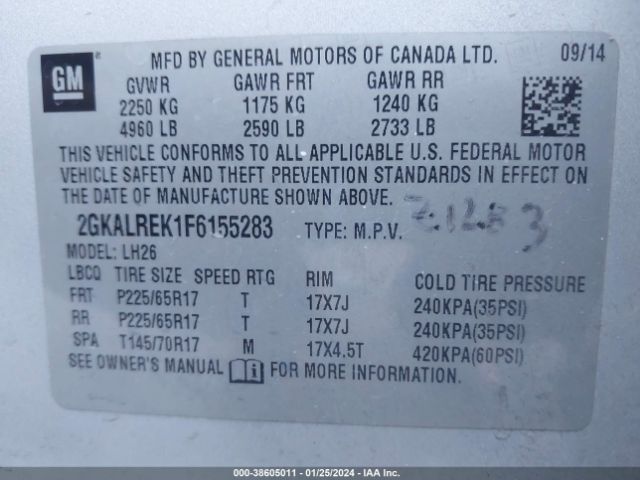 GM
MFD BY GENERAL MOTORS OF CANADA LTD. 09/14
GVWR GAWR FRT GAWR RR
2250 KG 1175 KG 1240 KG
4960 LB 2590 LB 2733 LB
THIS VEHICLE CONFORMS TO ALL APPLICABLE U.S. FEDERAL MOTOR
VEHICLE SAFETY AND THEFT PREVENTION STANDARDS IN EFFECT ON
THE DATE OF MANUFACTURE SHOWN ABOVE.
2GKALREK1F6155283 TYPE: M.P.V.
MODEL: LH26
LBCQ TIRE SIZE SPEED RTG RIM COLD TIRE PRESSURE
FRT P225/65R17 T 17X7J 240KPA(35PSI)
RR P225/65R17 T 17X7J 240KPA(35PSI)
SPA T145/70R17 M 17X4.5T 420KPA(60PSI)
SEE OWNER'S MANUAL FOR MORE INFORMATION.
000-38605011 - 01/25/2024 - IAA Inc.